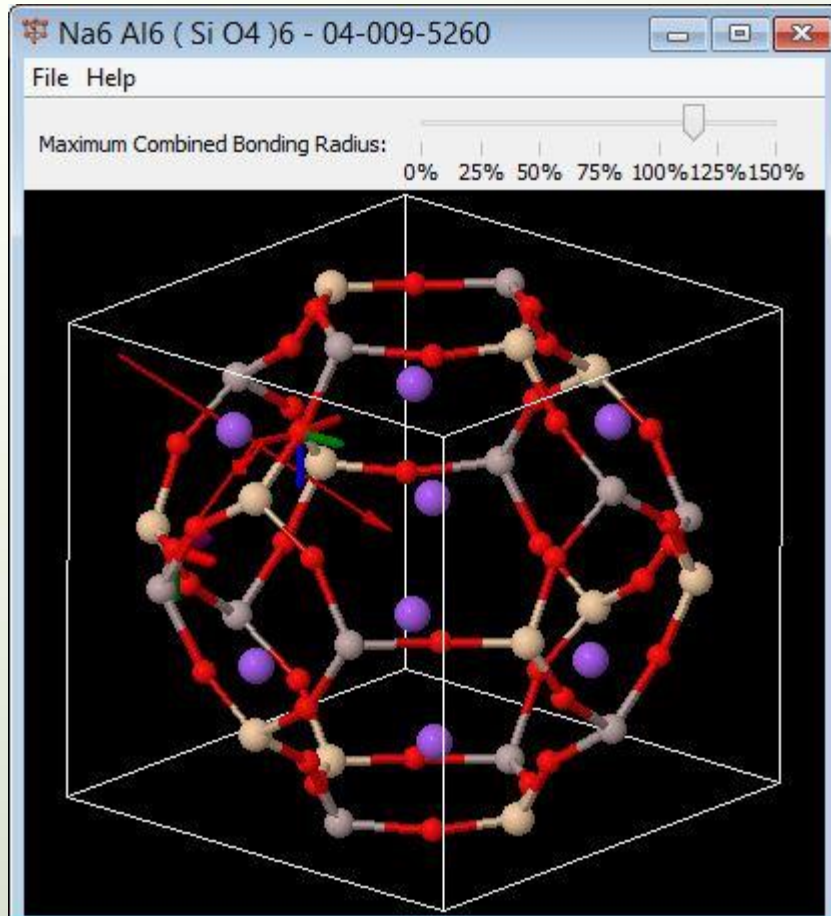 Na6 Al6 ( Si O4 )6 - 04-009-5260
File Help
Maximum Combined Bonding Radius:
0% 25% 50% 75% 100% 125% 150%